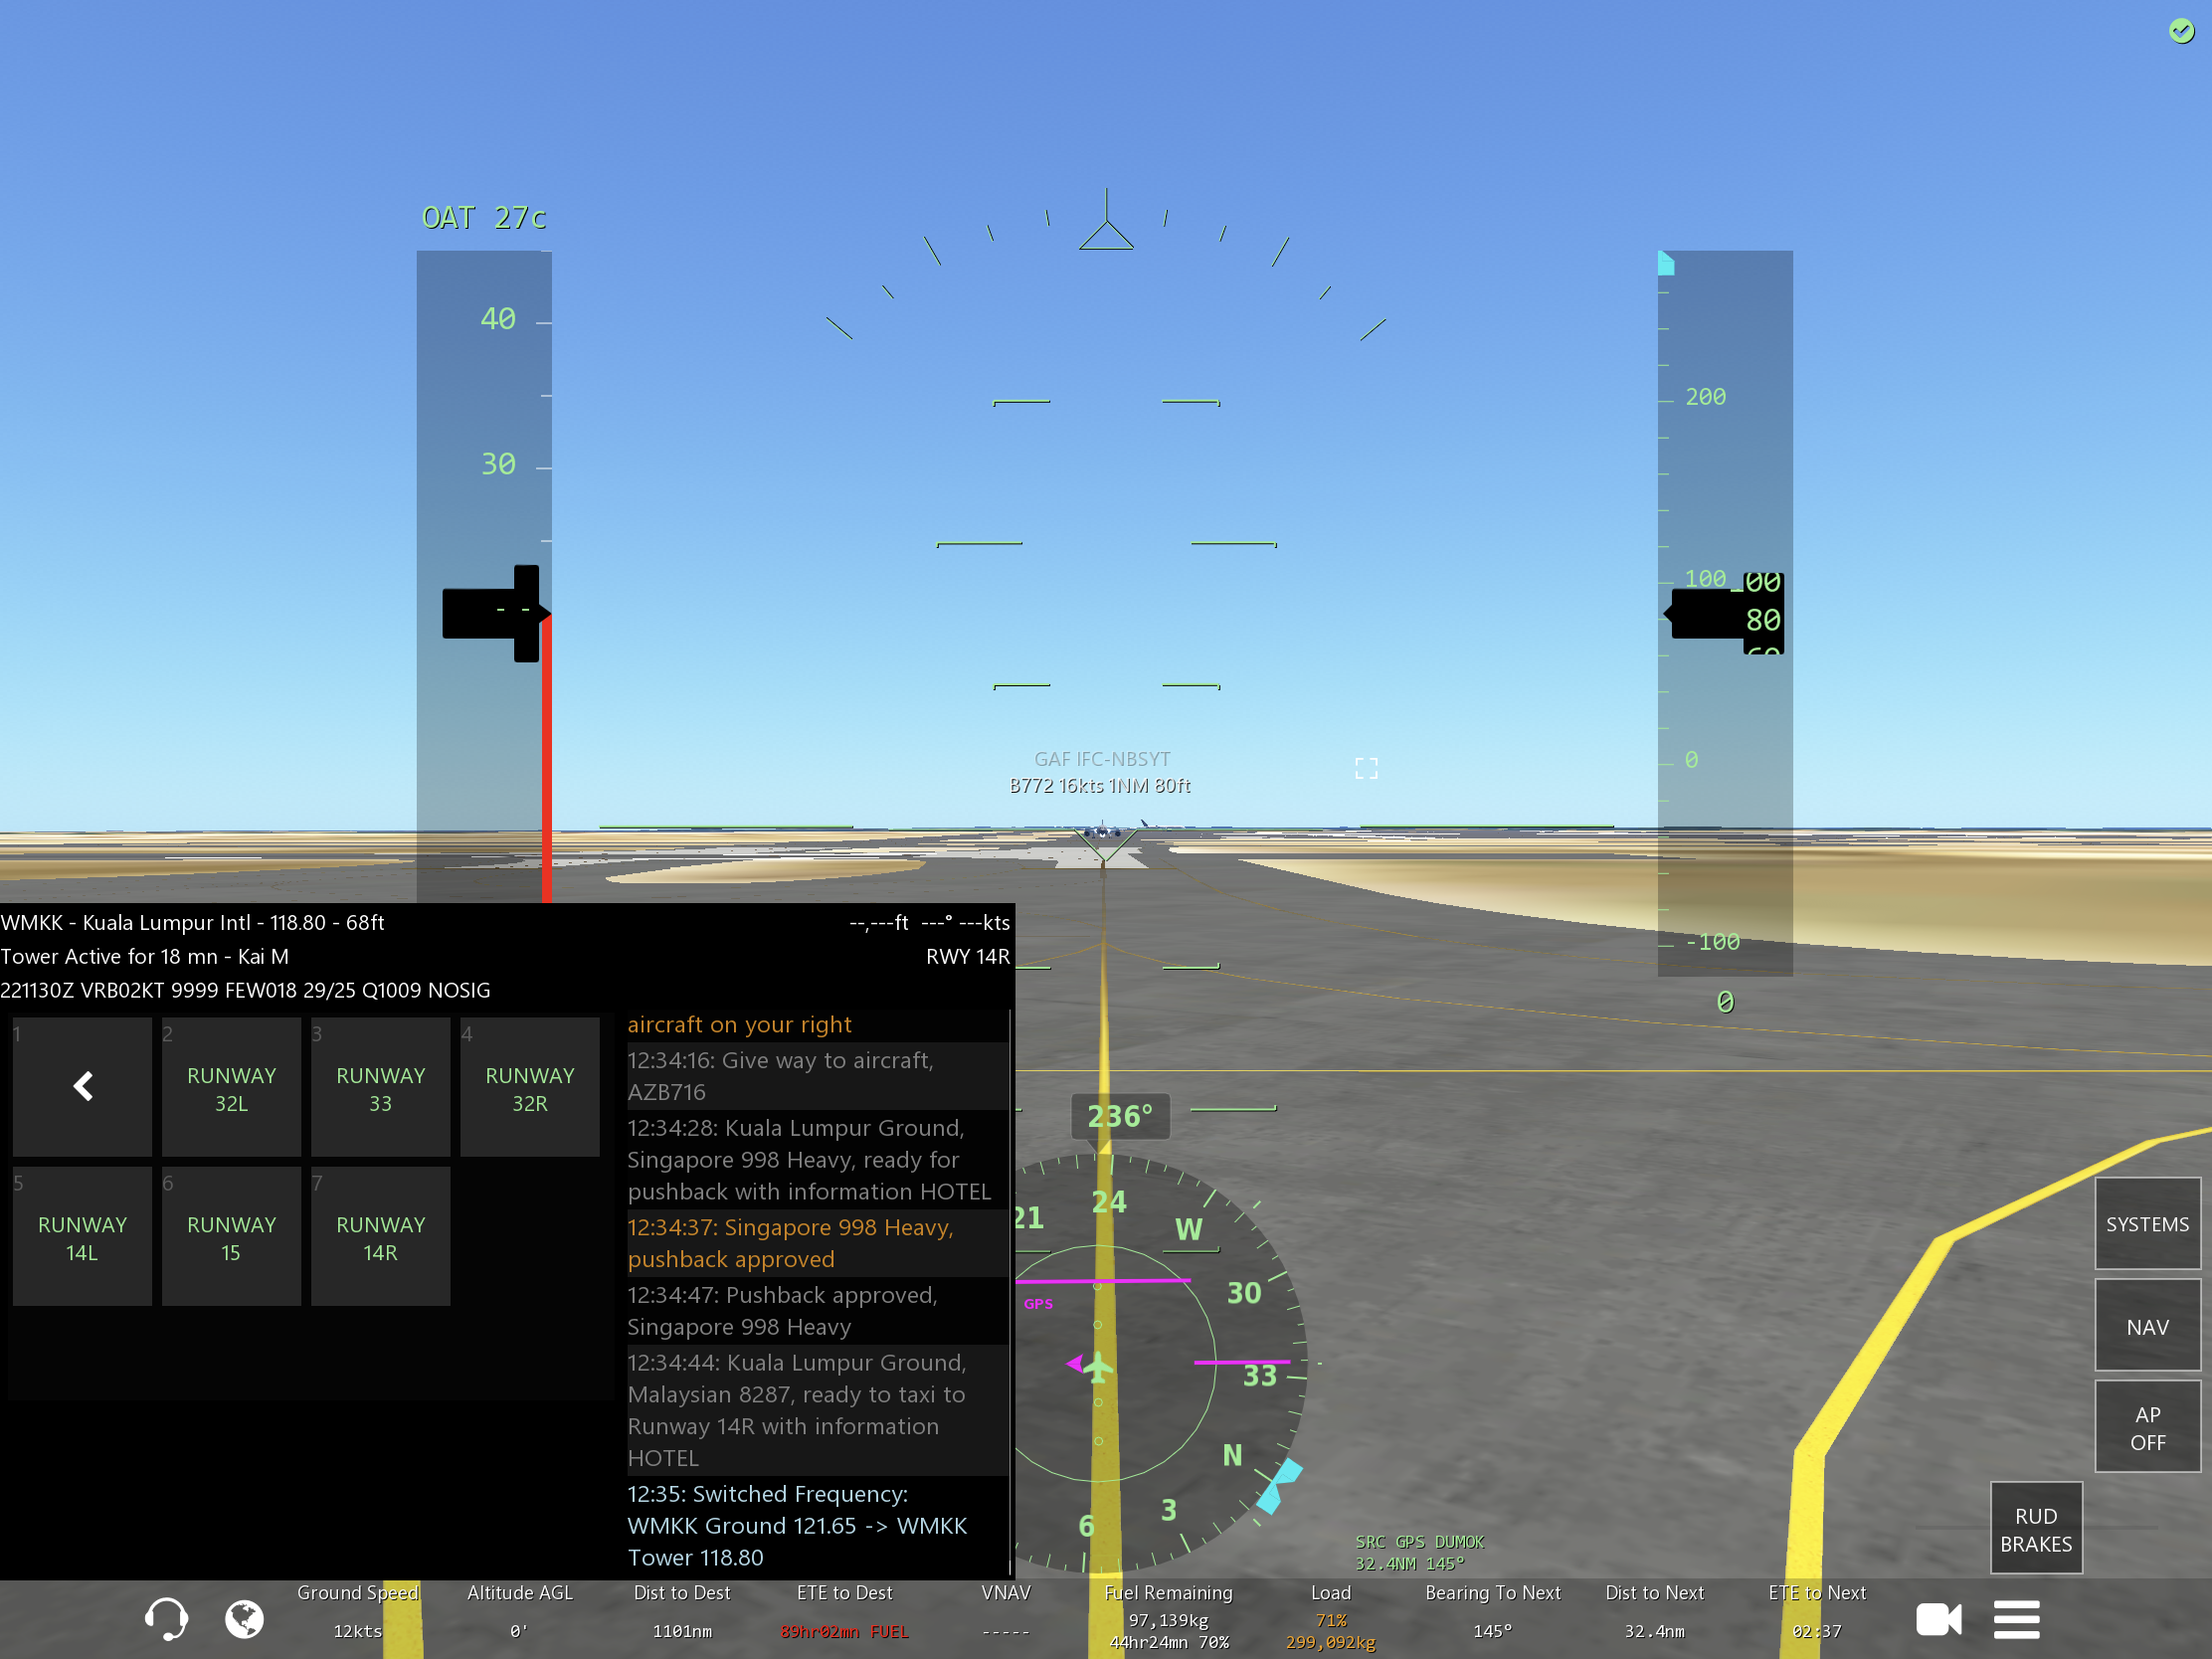 OAT 27c
40
30
- -
200
100
00
80
60
0
-100
0
GAF IFC-NBSYT
B772 16kts 1NM 80ft
WMKK - Kuala Lumpur Intl - 118.80 - 68ft
--,---ft ---° ---kts
Tower Active for 18 mn - Kai M
RWY 14R
221130Z VRB02KT 9999 FEW018 29/25 Q1009 NOSIG
1
2
RUNWAY
32L
3
RUNWAY
33
4
RUNWAY
32R
5
RUNWAY
14L
6
RUNWAY
15
7
RUNWAY
14R
aircraft on your right
12:34:16: Give way to aircraft,
AZB716
12:34:28: Kuala Lumpur Ground,
Singapore 998 Heavy, ready for
pushback with information HOTEL
12:34:37: Singapore 998 Heavy,
pushback approved
12:34:47: Pushback approved,
Singapore 998 Heavy
12:34:44: Kuala Lumpur Ground,
Malaysian 8287, ready to taxi to
Runway 14R with information
HOTEL
12:35: Switched Frequency:
WMKK Ground 121.65 -> WMKK
Tower 118.80
236°
21
24
W
30
33
N
3
6
GPS
SRC GPS DUMOK
32.4NM 145°
SYSTEMS
NAV
AP
OFF
RUD
BRAKES
Ground Speed
12kts
Altitude AGL
0'
Dist to Dest
1101nm
ETE to Dest
89hr02mn FUEL
VNAV
-----
Fuel Remaining
97,139kg
44hr24mn 70%
Load
71%
299,092kg
Bearing To Next
145°
Dist to Next
32.4nm
ETE to Next
02:37